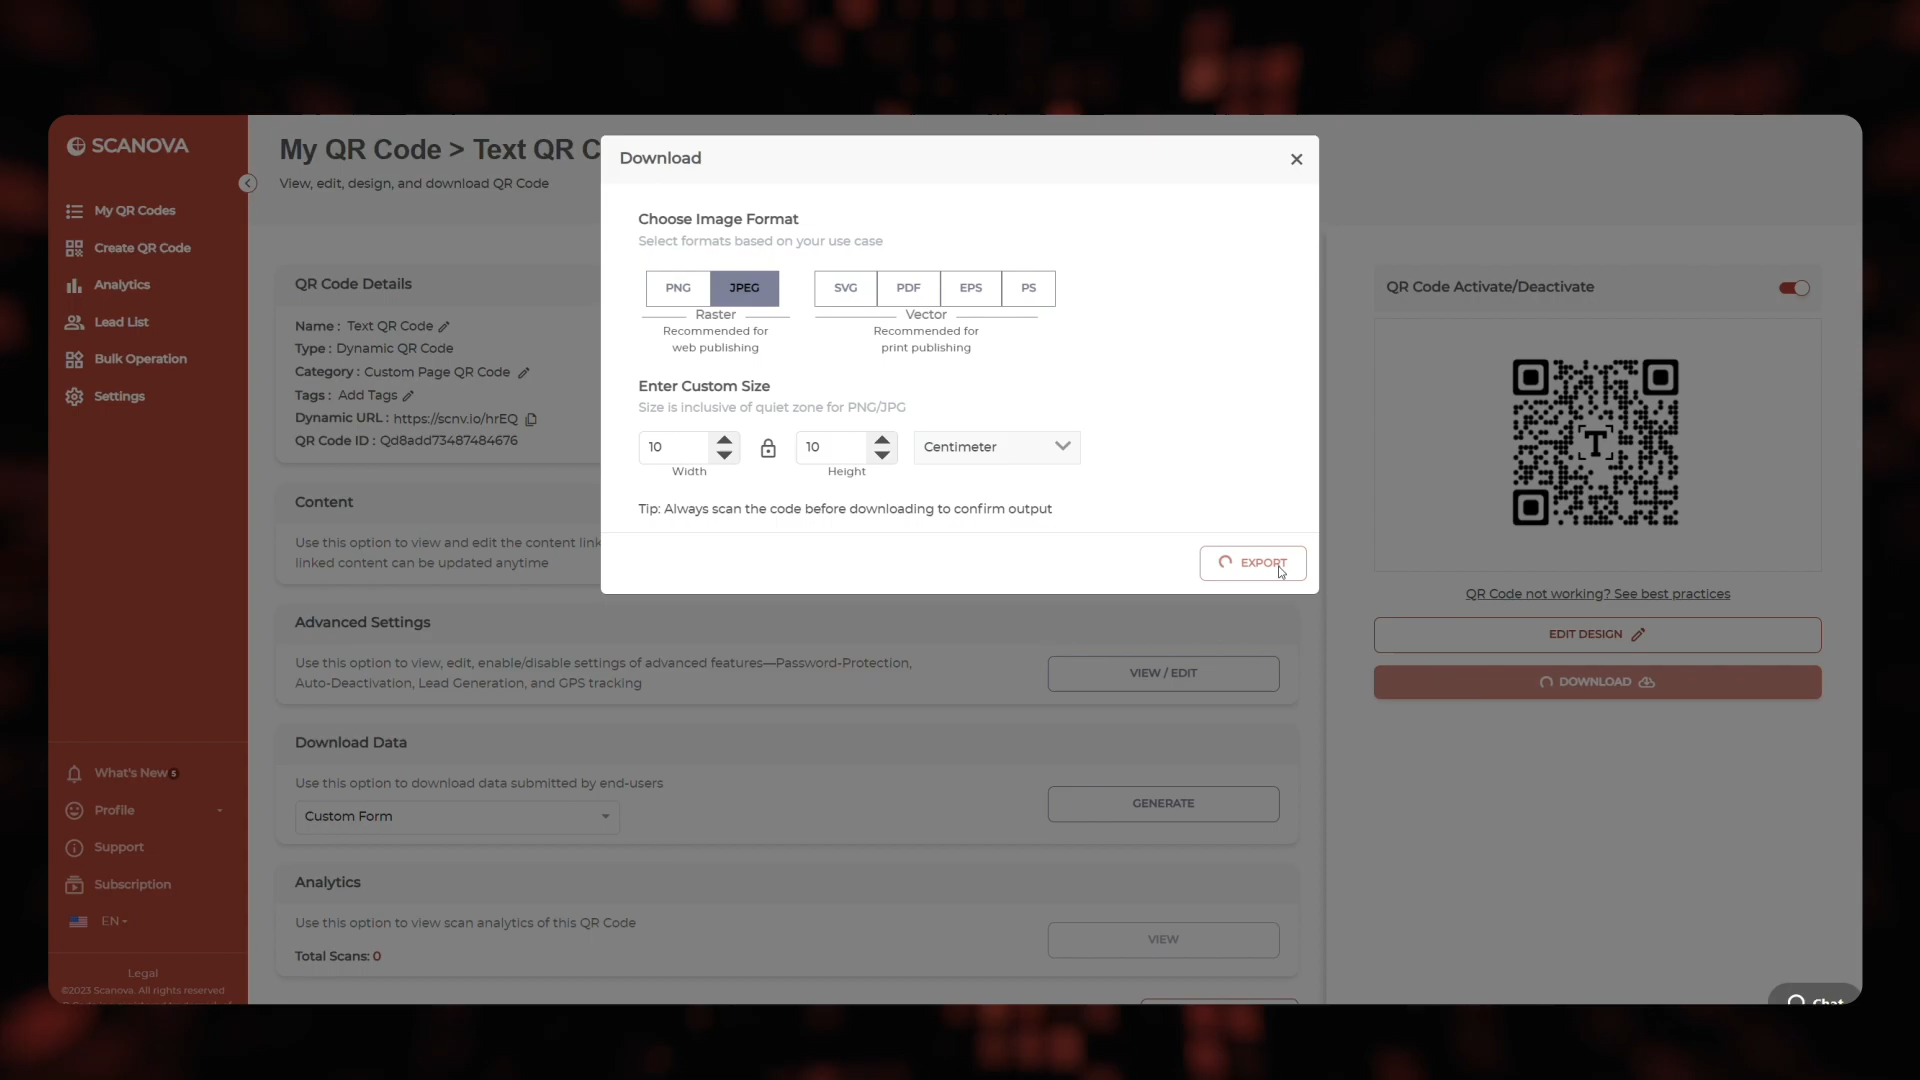 SCANOVA
My QR Codes
Create QR Code
Analytics
Lead List
Bulk Operation
Settings
What's New 5
Profile
Support
Subscription
EN
Legal
©2023 Scanova. All rights reserved
My QR Code > Text QR C
View, edit, design, and download QR Code
QR Code Details
Name : Text QR Code
Type : Dynamic QR Code
Category : Custom Page QR Code
Tags : Add Tags
Dynamic URL : https://scnv.io/hrEQ
QR Code ID : Qd8add73487484676
Content
Use this option to view and edit the content link
linked content can be updated anytime
Advanced Settings
Use this option to view, edit, enable/disable settings of advanced features—Password-Protection,
Auto-Deactivation, Lead Generation, and GPS tracking
VIEW / EDIT
Download Data
Use this option to download data submitted by end-users
Custom Form
GENERATE
Analytics
Use this option to view scan analytics of this QR Code
Total Scans: 0
VIEW
Download
Choose Image Format
Select formats based on your use case
PNG JPEG SVG PDF EPS PS
Raster Vector
Recommended for
web publishing
Recommended for
print publishing
Enter Custom Size
Size is inclusive of quiet zone for PNG/JPG
10 10 Centimeter
Width Height
Tip: Always scan the code before downloading to confirm output
EXPORT
QR Code Activate/Deactivate
T
QR Code not working? See best practices
EDIT DESIGN
DOWNLOAD
Chat